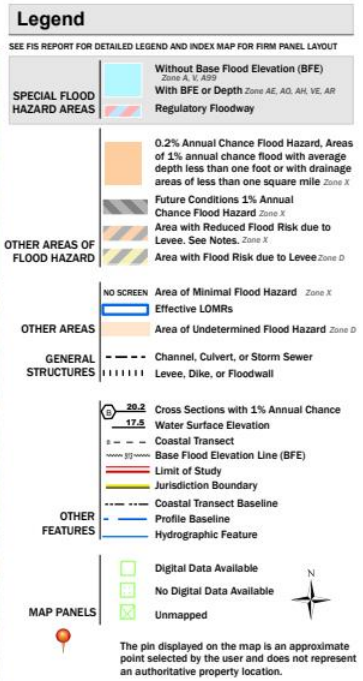 Legend
SEE FIS REPORT FOR DETAILED LEGEND AND INDEX MAP FOR FIRM PANEL LAYOUT
SPECIAL FLOOD
HAZARD AREAS
Without Base Flood Elevation (BFE)
Zone A, V, A99
With BFE or Depth Zone AE, AO, AH, VE, AR
Regulatory Floodway
OTHER AREAS OF
FLOOD HAZARD
0.2% Annual Chance Flood Hazard, Areas
of 1% annual chance flood with average
depth less than one foot or with drainage
areas of less than one square mile Zone X
Future Conditions 1% Annual
Chance Flood Hazard Zone X
Area with Reduced Flood Risk due to
Levee. See Notes. Zone X
Area with Flood Risk due to Levee Zone D
OTHER AREAS
NO SCREEN Area of Minimal Flood Hazard Zone X
Effective LOMRs
Area of Undetermined Flood Hazard Zone D
GENERAL
STRUCTURES
Channel, Culvert, or Storm Sewer
Levee, Dike, or Floodwall
OTHER
FEATURES
B 20.2 Cross Sections with 1% Annual Chance
17.5 Water Surface Elevation
8 Coastal Transect
513 Base Flood Elevation Line (BFE)
Limit of Study
Jurisdiction Boundary
Coastal Transect Baseline
Profile Baseline
Hydrographic Feature
MAP PANELS
Digital Data Available
No Digital Data Available
Unmapped
N
The pin displayed on the map is an approximate
point selected by the user and does not represent
an authoritative property location.